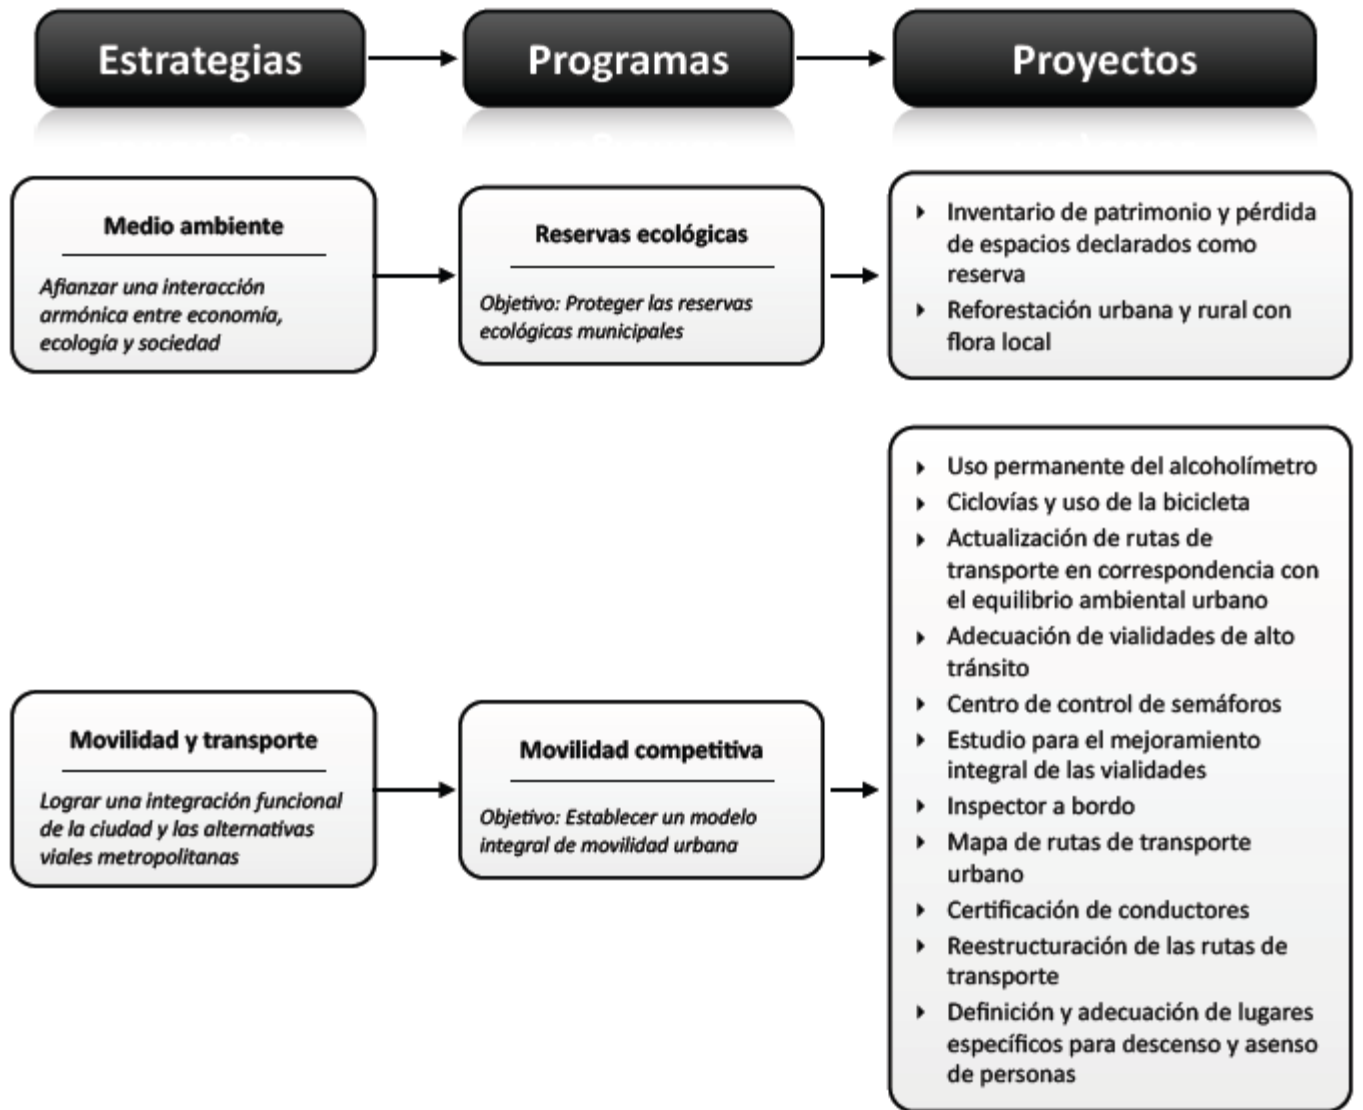 Estrategias
Programas
Proyectos
Medio ambiente
Afianzar una interacción
armónica entre economía,
ecología y sociedad
Reservas ecológicas
Objetivo: Proteger las reservas
ecológicas municipales
Inventario de patrimonio y pérdida
de espacios declarados como
reserva
Reforestación urbana y rural con
flora local
Movilidad y transporte
Lograr una integración funcional
de la ciudad y las alternativas
viales metropolitanas
Movilidad competitiva
Objetivo: Establecer un modelo
integral de movilidad urbana
Uso permanente del alcoholímetro
Ciclovías y uso de la bicicleta
Actualización de rutas de
transporte en correspondencia con
el equilibrio ambiental urbano
Adecuación de vialidades de alto
tránsito
Centro de control de semáforos
Estudio para el mejoramiento
integral de las vialidades
Inspector a bordo
Mapa de rutas de transporte
urbano
Certificación de conductores
Reestructuración de las rutas de
transporte
Definición y adecuación de lugares
específicos para descenso y asenso
de personas